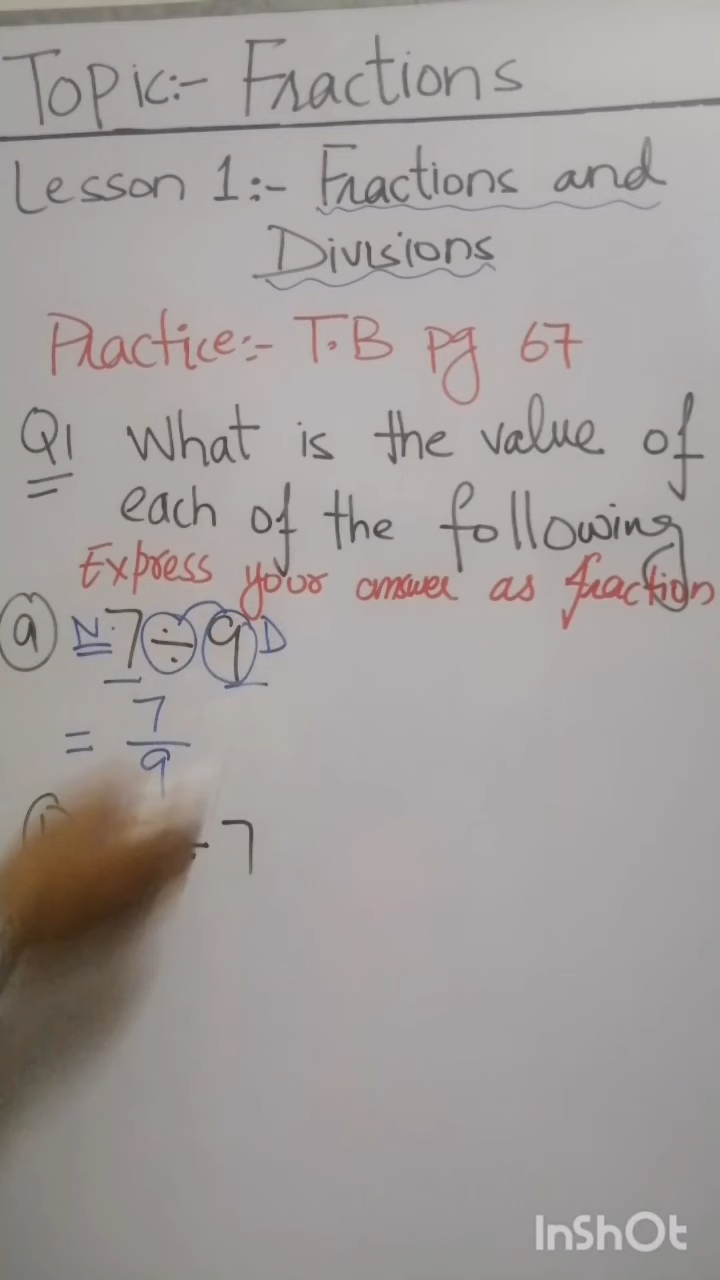 Topic:- Fractions
Lesson 1:- Fractions and
Divisions
Practice:- T.B pg 67
Q1 What is the value of
each of the following
Express your answer as fraction
a N 7 ÷ 9 D
= 7/9
÷ 7
InShOt